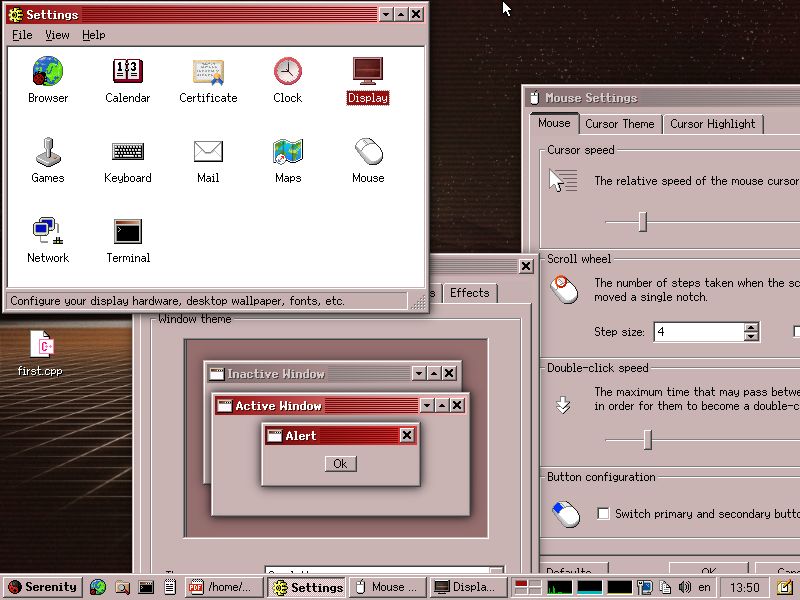 Settings
File View Help
Browser Calendar Certificate Clock Display
Games Keyboard Mail Maps Mouse
Network Terminal
Configure your display hardware, desktop wallpaper, fonts, etc.
first.cpp
Effects
Window theme
Inactive Window
Active Window
Alert
Ok
Mouse Settings
Mouse Cursor Theme Cursor Highlight
Cursor speed
The relative speed of the mouse cursor
Scroll wheel
The number of steps taken when the
moved a single notch.
Step size: 4
Double-click speed
The maximum time that may pass
in order for them to become a
Button configuration
Switch primary and secondary
Defaults OK
Serenity /home/... Settings Mouse ... Displa... en 13:50